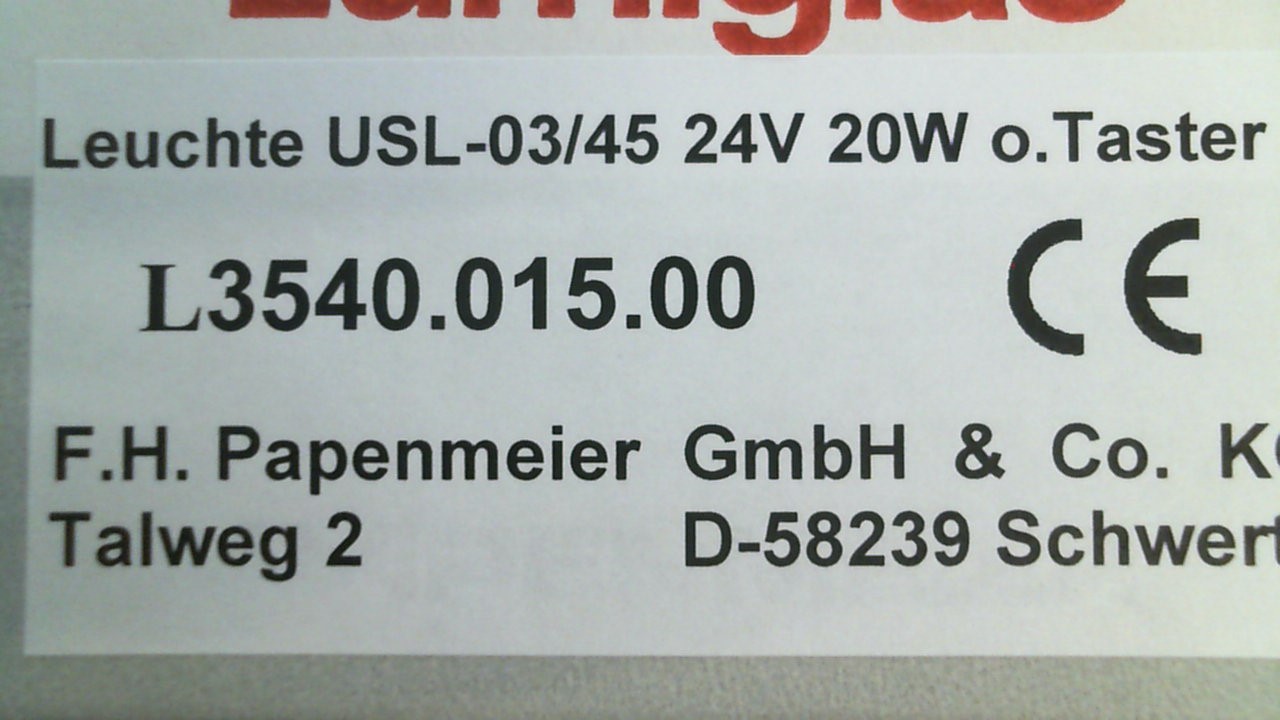 Leuchte USL-03/45 24V 20W o.Taster
L3540.015.00
CE
F.H. Papenmeier GmbH & Co.
Talweg 2 D-58239